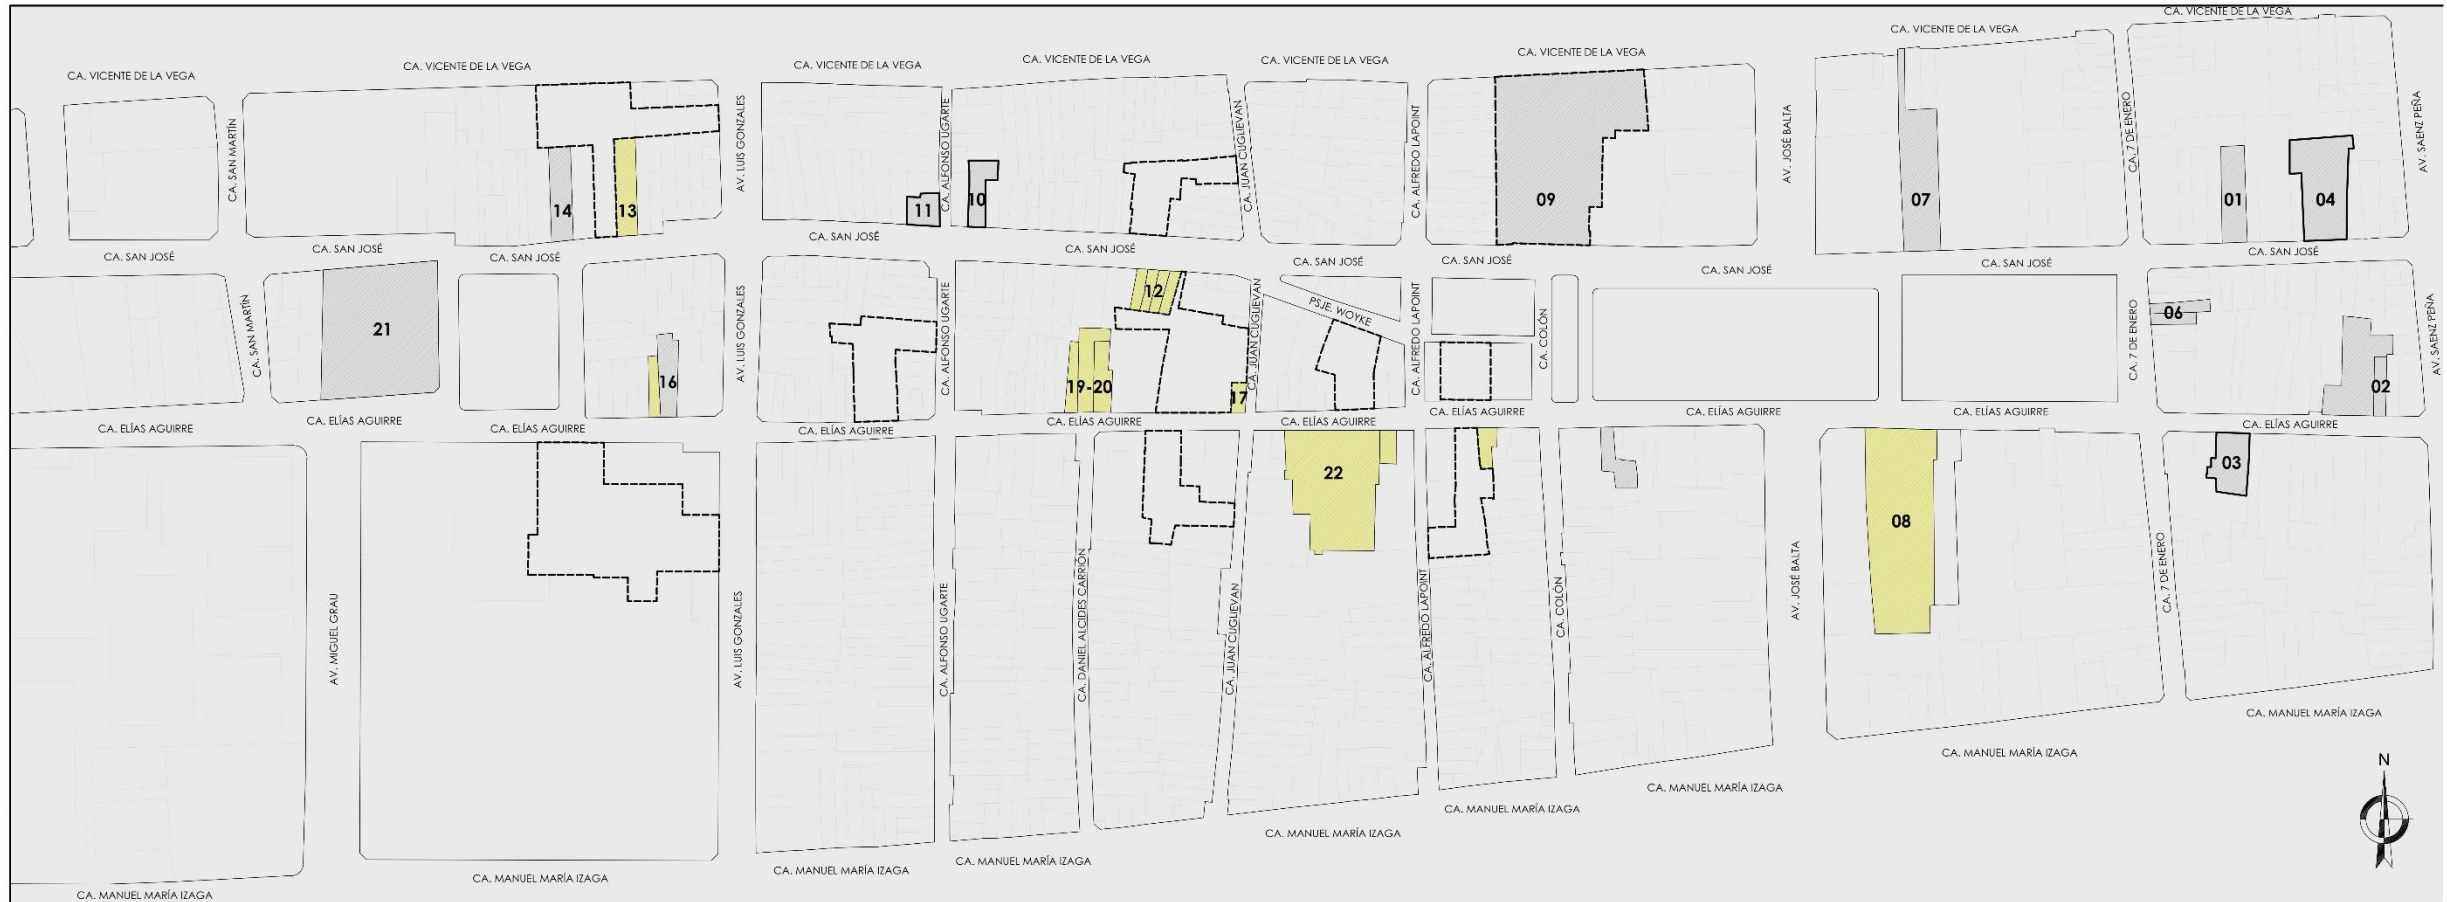 CA. VICENTE DE LA VEGA
CA. VICENTE DE LA VEGA
CA. VICENTE DE LA VEGA
CA. VICENTE DE LA VEGA
CA. VICENTE DE LA VEGA
CA. VICENTE DE LA VEGA
CA. VICENTE DE LA VEGA
CA. VICENTE DE LA VEGA
CA. SAN MARTÍN
AV. LUIS GONZALES
CA. ALFONSO UGARTE
CA. JUAN CUGLIEVAN
CA. ALFREDO LAPOINT
AV. JOSÉ BALTA
CA. 7 DE ENERO
AV. SAENZ PEÑA
14
13
11
10
09
07
01
04
CA. SAN JOSÉ
CA. SAN JOSÉ
CA. SAN JOSÉ
CA. SAN JOSÉ
CA. SAN JOSÉ
CA. SAN JOSÉ
CA. SAN JOSÉ
CA. SAN JOSÉ
CA. SAN JOSÉ
CA. SAN JOSÉ
CA. SAN MARTÍN
21
16
AV. LUIS GONZALES
CA. ALFONSO UGARTE
12
19-20
17
CA. JUAN CUGLIEVAN
PSJE. WOYKE
CA. ALFREDO LAPOINT
CA. COLÓN
CA. 7 DE ENERO
06
02
AV. SAENZ PEÑA
CA. ELÍAS AGUIRRE
CA. ELÍAS AGUIRRE
CA. ELÍAS AGUIRRE
CA. ELÍAS AGUIRRE
CA. ELÍAS AGUIRRE
CA. ELÍAS AGUIRRE
CA. ELÍAS AGUIRRE
CA. ELÍAS AGUIRRE
CA. ELÍAS AGUIRRE
CA. ELÍAS AGUIRRE
22
08
03
AV. MIGUEL GRAU
AV. LUIS GONZALES
CA. ALFONSO UGARTE
CA. DANIEL ALCIDES CARRIÓN
CA. JUAN CUGLIEVAN
CA. ALFREDO LAPOINT
CA. COLÓN
AV. JOSÉ BALTA
CA. 7 DE ENERO
CA. MANUEL MARÍA IZAGA
CA. MANUEL MARÍA IZAGA
CA. MANUEL MARÍA IZAGA
CA. MANUEL MARÍA IZAGA
CA. MANUEL MARÍA IZAGA
CA. MANUEL MARÍA IZAGA
CA. MANUEL MARÍA IZAGA
CA. MANUEL MARÍA IZAGA
CA. MANUEL MARÍA IZAGA
N